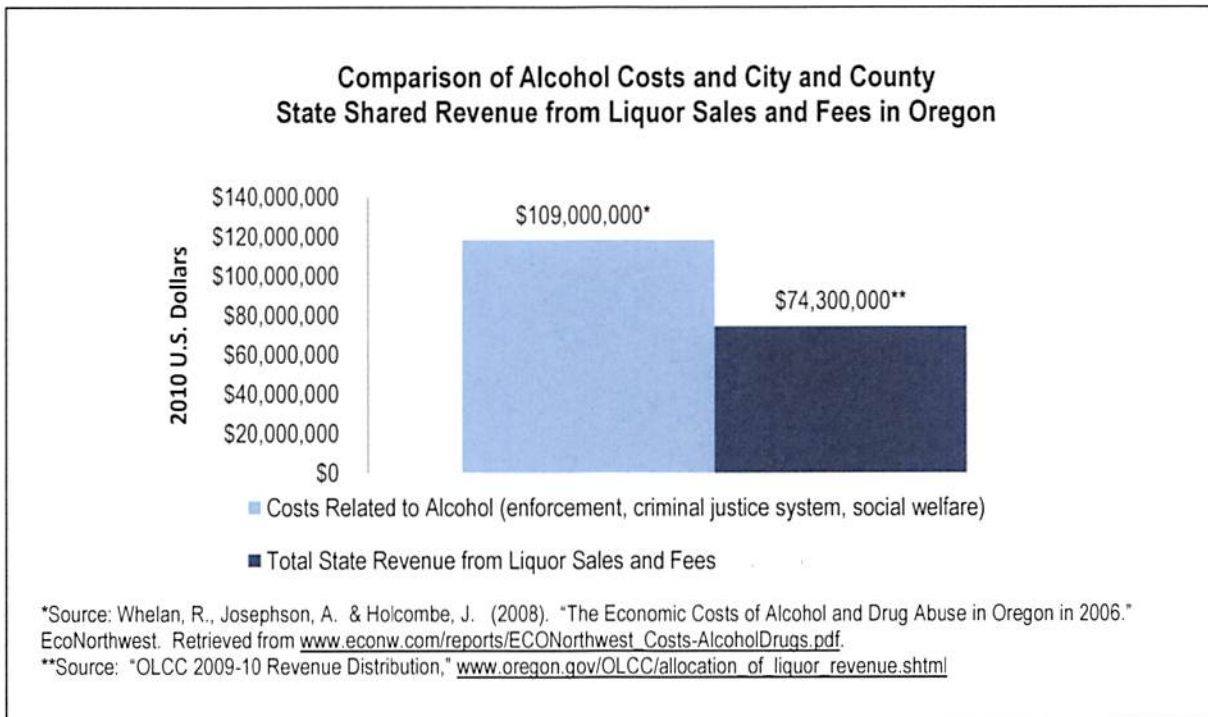 Comparison of Alcohol Costs and City and County
State Shared Revenue from Liquor Sales and Fees in Oregon
2010 U.S. Dollars
$140,000,000
$120,000,000
$100,000,000
$80,000,000
$60,000,000
$40,000,000
$20,000,000
$0
$109,000,000*
$74,300,000**
Costs Related to Alcohol (enforcement, criminal justice system, social welfare)
Total State Revenue from Liquor Sales and Fees
*Source: Whelan, R., Josephson, A. & Holcombe, J. (2008). “The Economic Costs of Alcohol and Drug Abuse in Oregon in 2006.”
EcoNorthwest. Retrieved from www.econw.com/reports/ECONorthwest_Costs-AlcoholDrugs.pdf.
**Source: “OLCC 2009-10 Revenue Distribution,” www.oregon.gov/OLCC/allocation_of_liquor_revenue.shtml